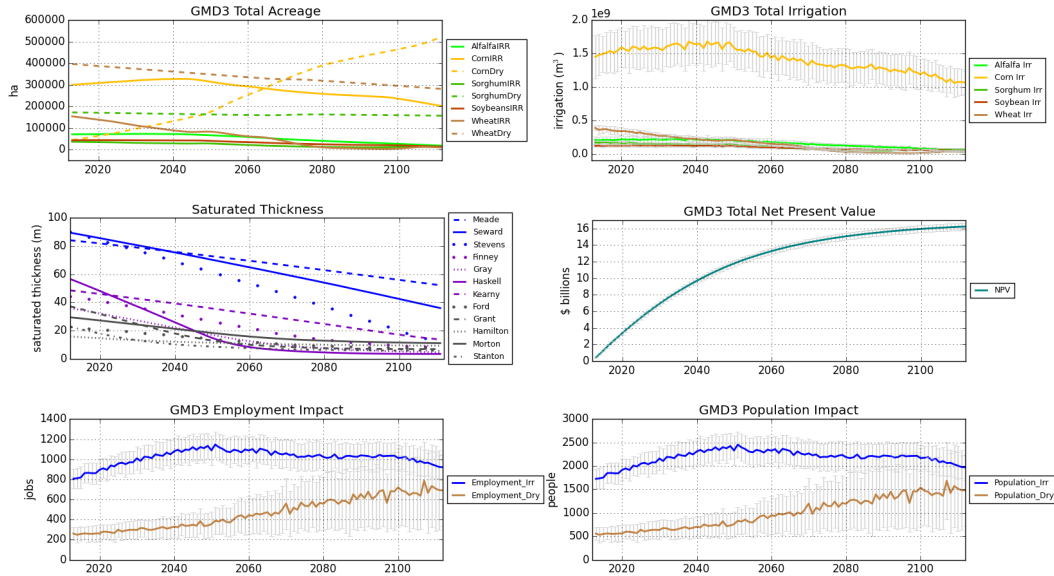 GMD3 Total Acreage
ha
600000
500000
400000
300000
200000
100000
0
2020
2040
2060
2080
2100
AlfalfaIRR
CornIRR
CornDry
SorghumIRR
SorghumDry
SoybeansIRR
WheatIRR
WheatDry
GMD3 Total Irrigation
1e9
irrigation (m³)
2.0
1.5
1.0
0.5
0.0
2020
2040
2060
2080
2100
Alfalfa Irr
Corn Irr
Sorghum Irr
Soybean Irr
Wheat Irr
Saturated Thickness
saturated thickness (m)
100
80
60
40
20
0
2020
2040
2060
2080
2100
Meade
Seward
Stevens
Finney
Gray
Haskell
Kearny
Ford
Grant
Hamilton
Morton
Stanton
GMD3 Total Net Present Value
$ billions
16
14
12
10
8
6
4
2
0
2020
2040
2060
2080
2100
NPV
GMD3 Employment Impact
jobs
1400
1200
1000
800
600
400
200
0
2020
2040
2060
2080
2100
Employment_Irr
Employment_Dry
GMD3 Population Impact
people
3000
2500
2000
1500
1000
500
0
2020
2040
2060
2080
2100
Population_Irr
Population_Dry